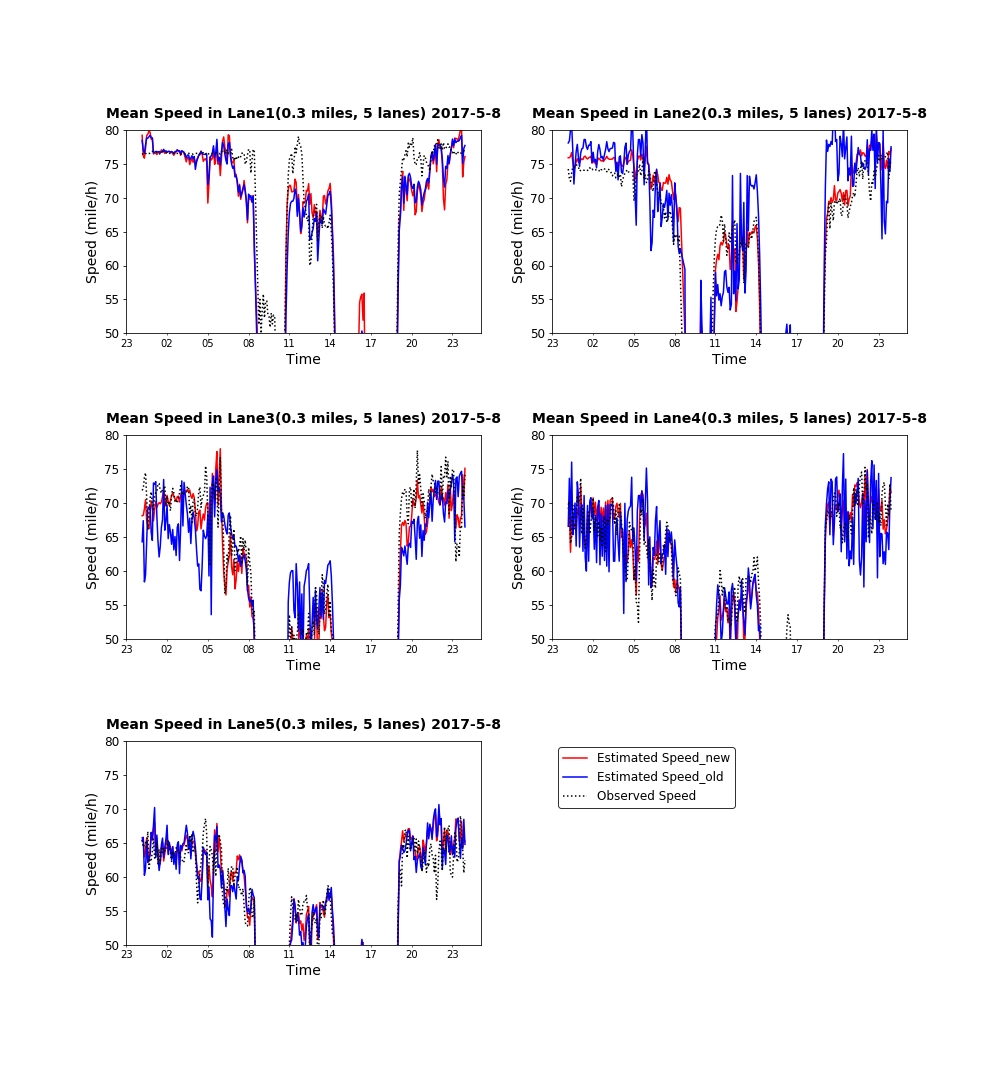 Mean Speed in Lane1(0.3 miles, 5 lanes) 2017-5-8
80
75
70
65
60
55
50
Speed (mile/h)
23 02 05 08 11 14 17 20 23
Time
Mean Speed in Lane2(0.3 miles, 5 lanes) 2017-5-8
80
75
70
65
60
55
50
Speed (mile/h)
23 02 05 08 11 14 17 20 23
Time
Mean Speed in Lane3(0.3 miles, 5 lanes) 2017-5-8
80
75
70
65
60
55
50
Speed (mile/h)
23 02 05 08 11 14 17 20 23
Time
Mean Speed in Lane4(0.3 miles, 5 lanes) 2017-5-8
80
75
70
65
60
55
50
Speed (mile/h)
23 02 05 08 11 14 17 20 23
Time
Mean Speed in Lane5(0.3 miles, 5 lanes) 2017-5-8
80
75
70
65
60
55
50
Speed (mile/h)
23 02 05 08 11 14 17 20 23
Time
Estimated Speed_new
Estimated Speed_old
Observed Speed